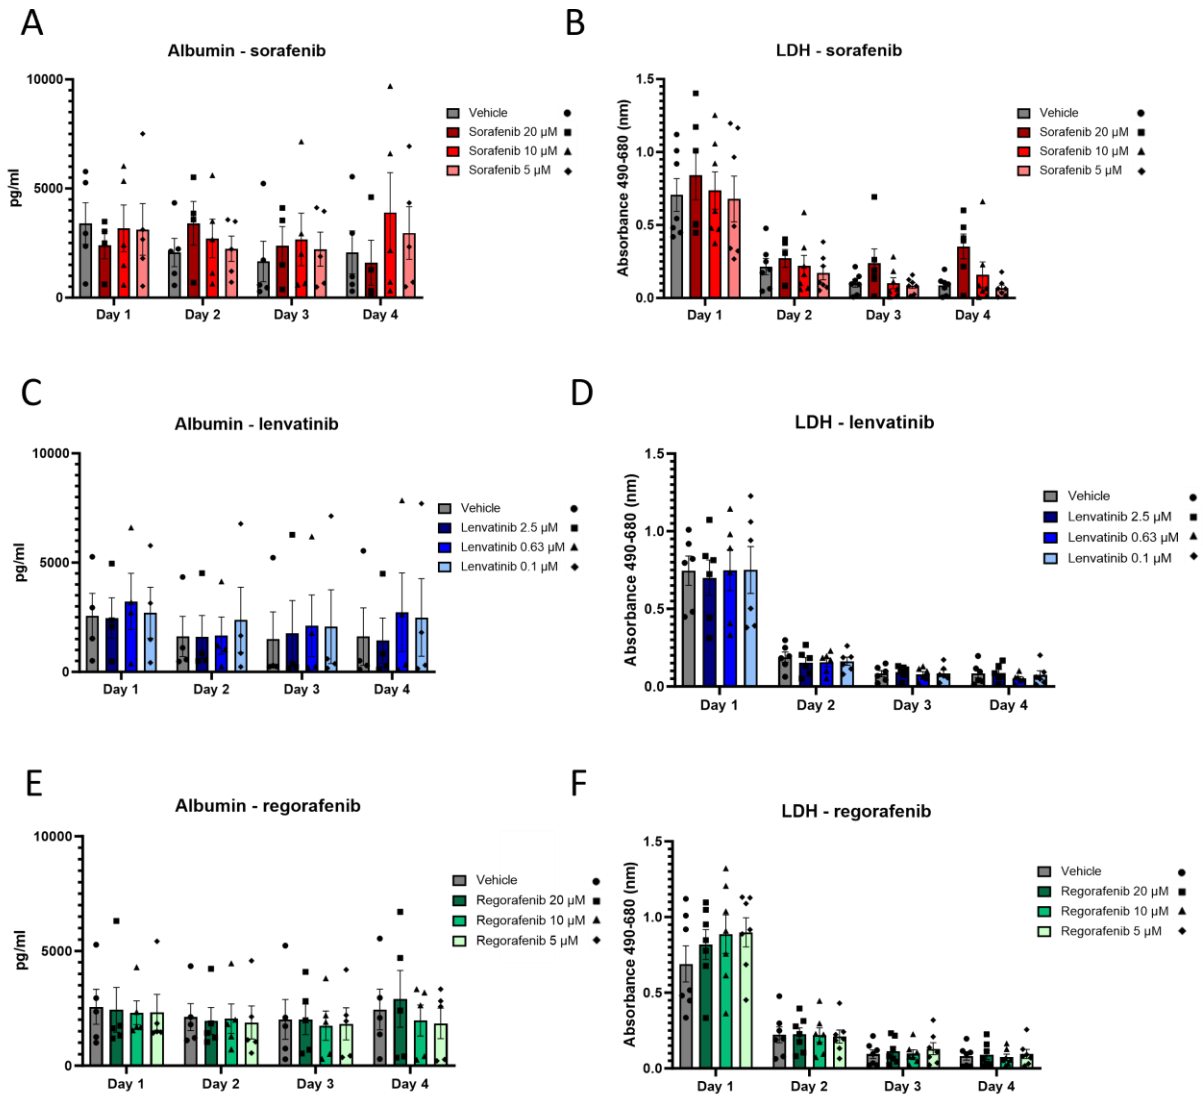 A
Albumin - sorafenib
10000
5000
0
pg/ml
Day 1
Day 2
Day 3
Day 4
Vehicle
Sorafenib 20 µM
Sorafenib 10 µM
Sorafenib 5 µM
B
LDH - sorafenib
1.5
1.0
0.5
0.0
Absorbance 490-680 (nm)
Day 1
Day 2
Day 3
Day 4
Vehicle
Sorafenib 20 µM
Sorafenib 10 µM
Sorafenib 5 µM
C
Albumin - lenvatinib
10000
5000
0
pg/ml
Day 1
Day 2
Day 3
Day 4
Vehicle
Lenvatinib 2.5 µM
Lenvatinib 0.63 µM
Lenvatinib 0.1 µM
D
LDH - lenvatinib
1.5
1.0
0.5
0.0
Absorbance 490-680 (nm)
Day 1
Day 2
Day 3
Day 4
Vehicle
Lenvatinib 2.5 µM
Lenvatinib 0.63 µM
Lenvatinib 0.1 µM
E
Albumin - regorafenib
10000
5000
0
pg/ml
Day 1
Day 2
Day 3
Day 4
Vehicle
Regorafenib 20 µM
Regorafenib 10 µM
Regorafenib 5 µM
F
LDH - regorafenib
1.5
1.0
0.5
0.0
Absorbance 490-680 (nm)
Day 1
Day 2
Day 3
Day 4
Vehicle
Regorafenib 20 µM
Regorafenib 10 µM
Regorafenib 5 µM